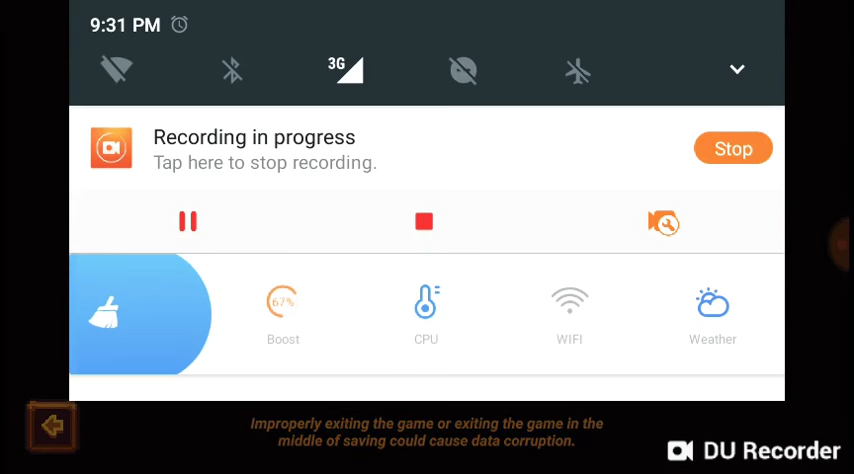 9:31 PM
3G
Recording in progress
Tap here to stop recording.
Stop
67%
Boost
CPU
WIFI
Weather
Improperly exiting the game or exiting the game in the
middle of saving could cause data corruption.
DU Recorder